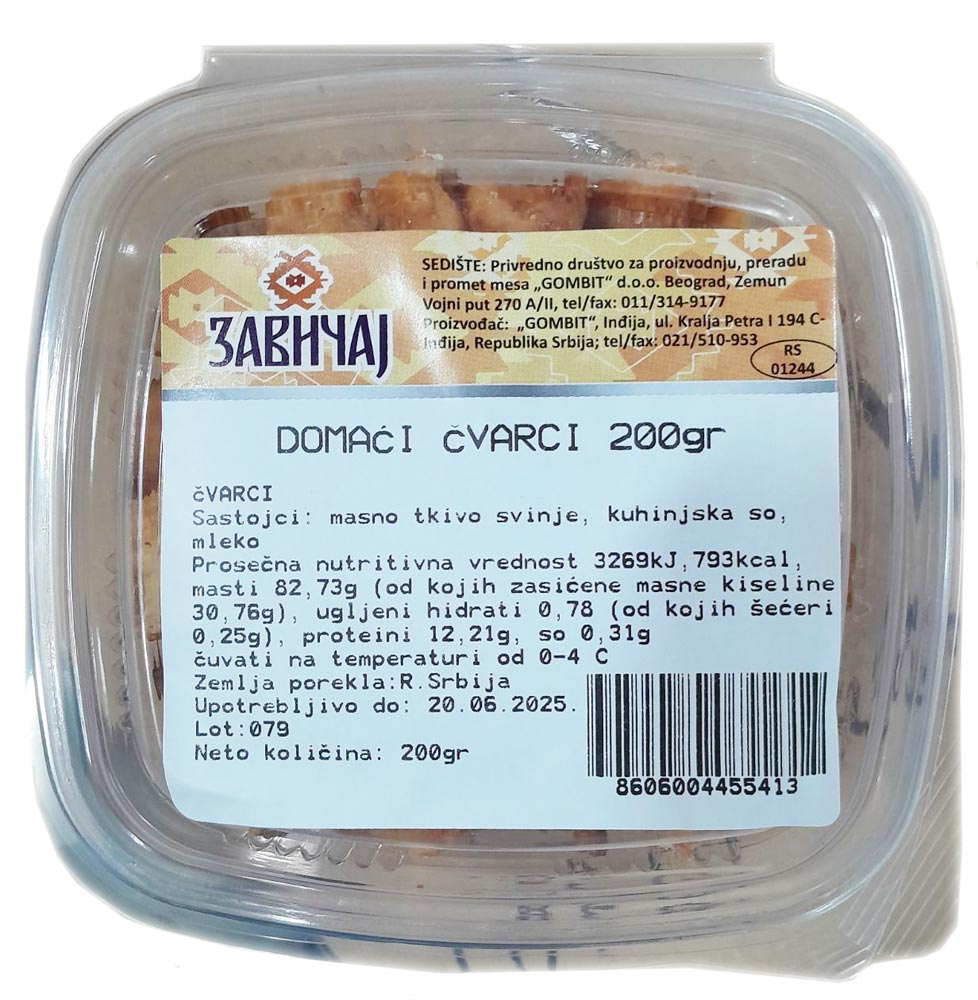 ЗАВИЧАЈ
SEDIŠTE: Privredno društvo za proizvodnju, preradu
i promet mesa „GOMBIT“ d.o.o. Beograd, Zemun
Vojni put 270 A/II, tel/fax: 011/314-9177
Proizvođač: „GOMBIT“, Inđija, ul. Kralja Petra I 194 C-
Inđija, Republika Srbija; tel/fax: 021/510-953
RS
01244
DOMAćI čVARCI 200gr
čVARCI
Sastojci: masno tkivo svinje, kuhinjska so,
mleko
Prosečna nutritivna vrednost 3269kJ,793kcal,
masti 82,73g (od kojih zasićene masne kiseline
30,76g), ugljeni hidrati 0,78 (od kojih šećeri
0,25g), proteini 12,21g, so 0,31g
čuvati na temperaturi od 0-4 C
Zemlja porekla:R.Srbija
Upotrebljivo do: 20.06.2025.
Lot:079
Neto količina: 200gr
8606004455413